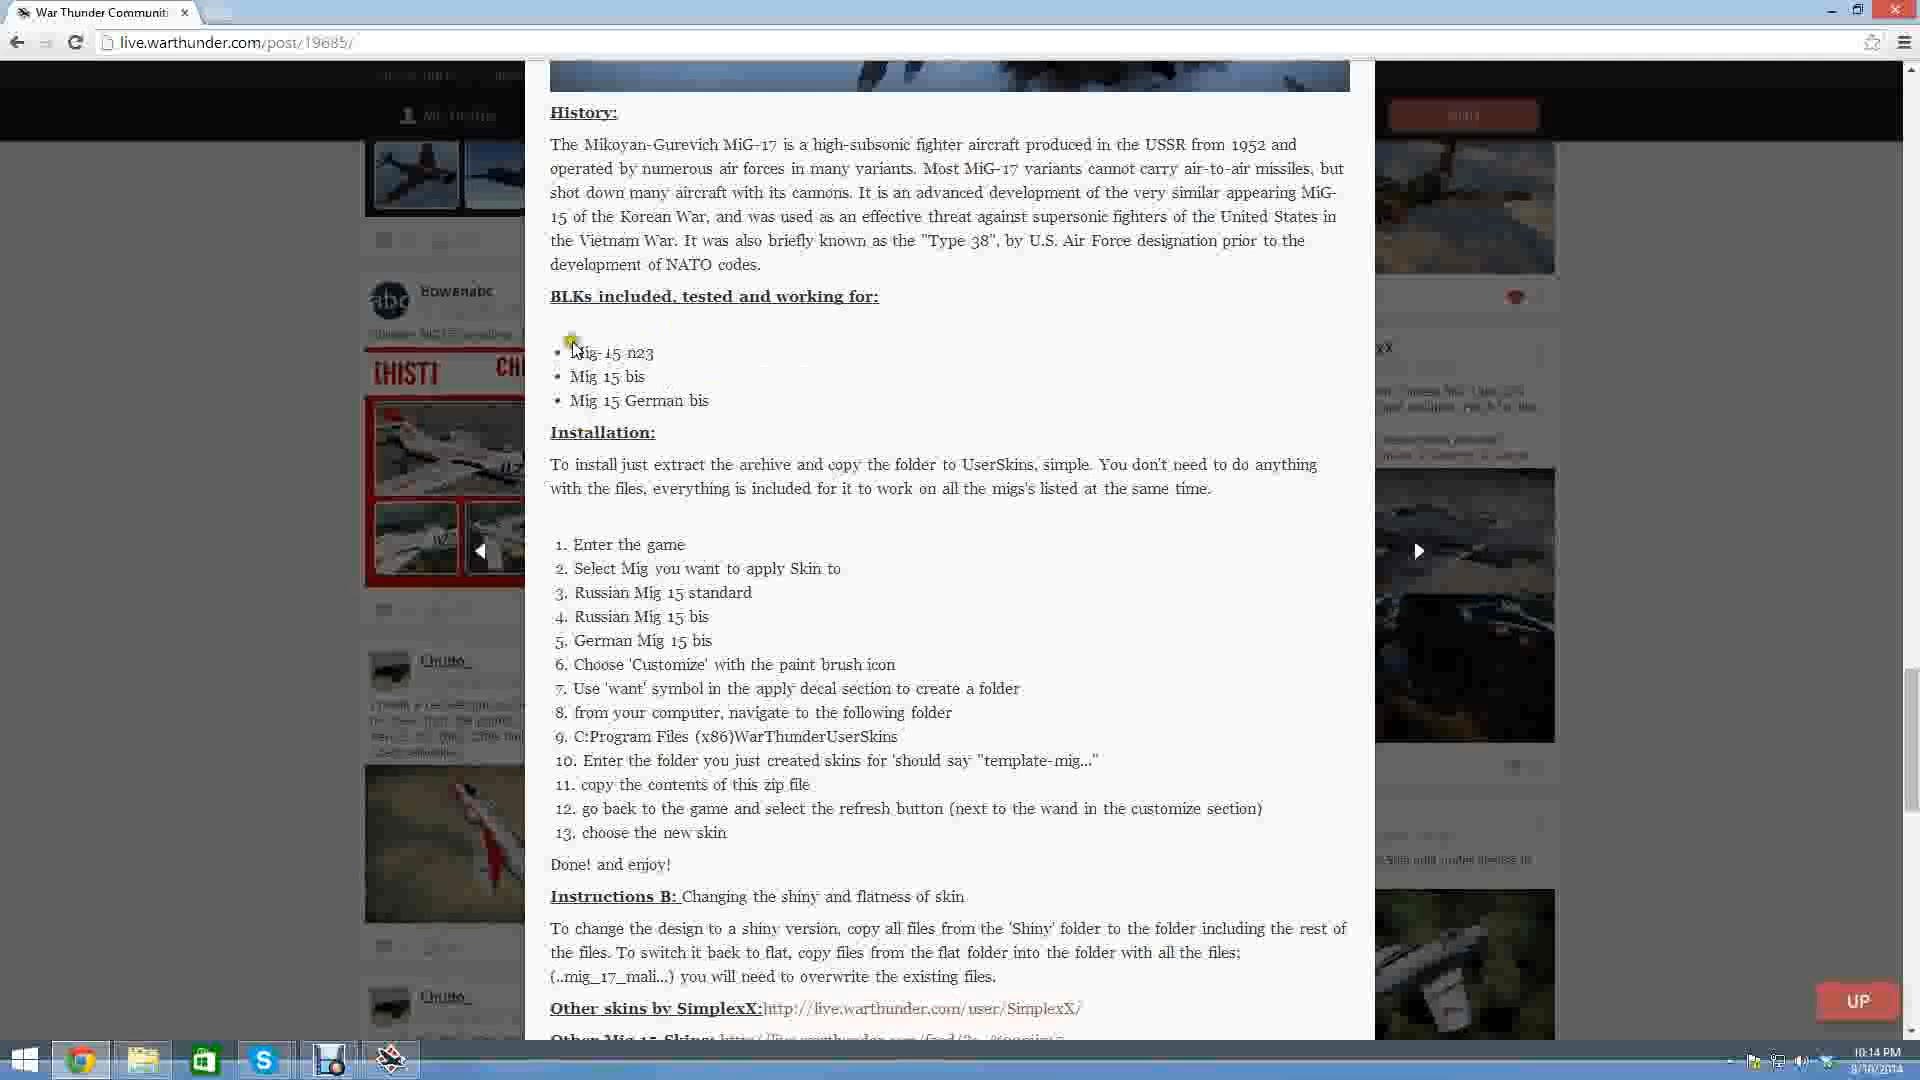 War Thunder Communit
live.warthunder.com/post/19685/
History:
The Mikoyan-Gurevich MiG-17 is a high-subsonic fighter aircraft produced in the USSR from 1952 and
operated by numerous air forces in many variants. Most MiG-17 variants cannot carry air-to-air missiles, but
shot down many aircraft with its cannons. It is an advanced development of the very similar appearing MiG-
15 of the Korean War, and was used as an effective threat against supersonic fighters of the United States in
the Vietnam War. It was also briefly known as the "Type 38", by U.S. Air Force designation prior to the
development of NATO codes.
BLKs included, tested and working for:
• Mig-15 n23
• Mig 15 bis
• Mig 15 German bis
Installation:
To install just extract the archive and copy the folder to UserSkins, simple. You don't need to do anything
with the files, everything is included for it to work on all the migs's listed at the same time.
1. Enter the game
2. Select Mig you want to apply Skin to
3. Russian Mig 15 standard
4. Russian Mig 15 bis
5. German Mig 15 bis
6. Choose 'Customize' with the paint brush icon
7. Use 'want' symbol in the apply decal section to create a folder
8. from your computer, navigate to the following folder
9. C:Program Files (x86)WarThunderUserSkins
10. Enter the folder you just created skins for 'should say "template-mig..."
11. copy the contents of this zip file
12. go back to the game and select the refresh button (next to the wand in the customize section)
13. choose the new skin
Done! and enjoy!
Instructions B: Changing the shiny and flatness of skin
To change the design to a shiny version, copy all files from the 'Shiny' folder to the folder including the rest of
the files. To switch it back to flat, copy files from the flat folder into the folder with all the files;
(..mig_17_mali...) you will need to overwrite the existing files.
Other skins by SimplexX:http://live.warthunder.com/user/SimplexX/
Other Mig 15 Skins:
Bowenabc
abc
[HIST]
Chutto_
Chutto_
UP
10:14 PM
8/10/2014